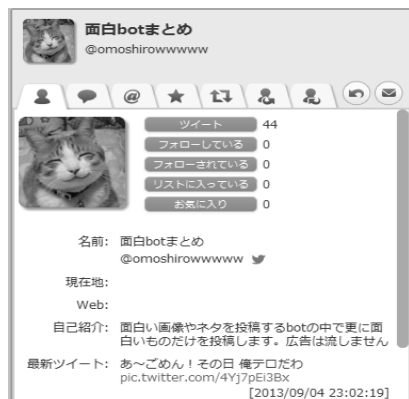 面白botまとめ
@omoshirowwwww
@
ツイート 44
フォローしている 0
フォローされている 0
リストに入っている 0
お気に入り 0
名前: 面白botまとめ
@omoshirowwwww
現在地:
Web:
自己紹介: 面白い画像やネタを投稿するbotの中で更に面
白いものだけを投稿します。広告は流しません
最新ツイート: あ〜ごめん！その日 俺テロだわ
pic.twitter.com/4Yj7pEi3Bx
[2013/09/04 23:02:19]